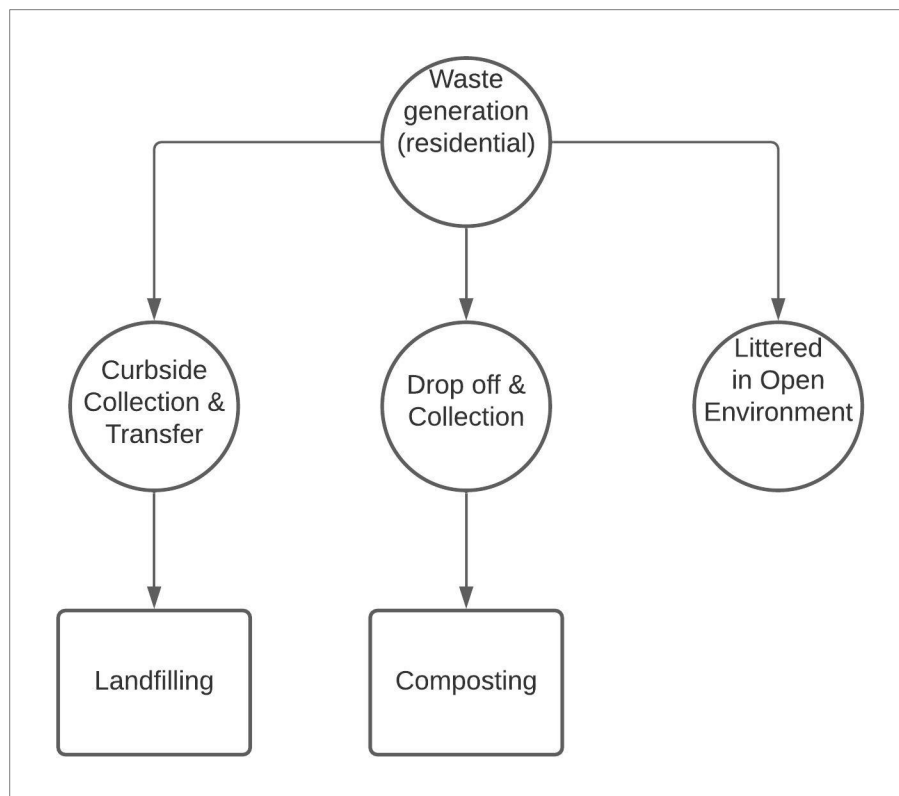 Waste
generation
(residential)
Curbside
Collection &
Transfer
Drop off &
Collection
Littered
in Open
Environment
Landfilling
Composting